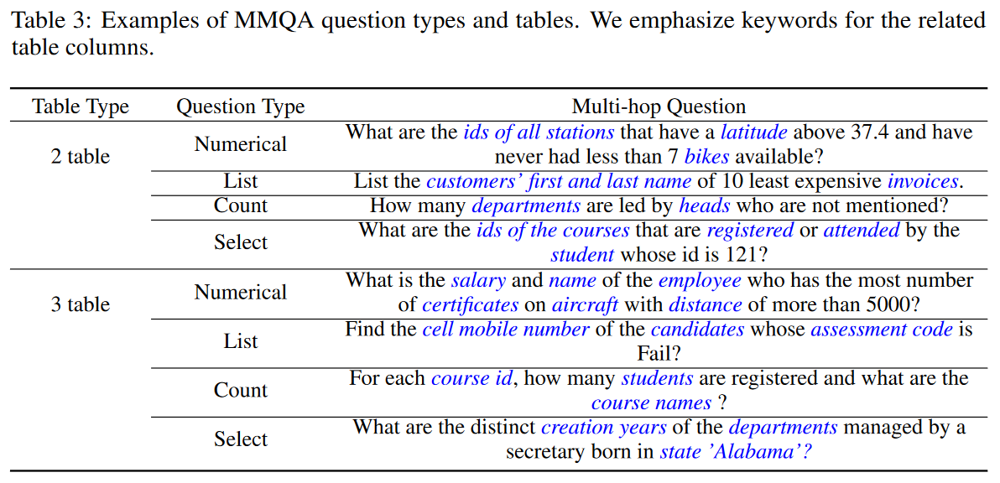 Table 3: Examples of MMQA question types and tables. We emphasize keywords for the related
table columns.
Table Type Question Type Multi-hop Question
2 table
Numerical
What are the ids of all stations that have a latitude above 37.4 and have
never had less than 7 bikes available?
List List the customers’ first and last name of 10 least expensive invoices.
Count How many departments are led by heads who are not mentioned?
Select
What are the ids of the courses that are registered or attended by the
student whose id is 121?
3 table
Numerical
What is the salary and name of the employee who has the most number
of certificates on aircraft with distance of more than 5000?
List
Find the cell mobile number of the candidates whose assessment code is
Fail?
Count
For each course id, how many students are registered and what are the
course names ?
Select
What are the distinct creation years of the departments managed by a
secretary born in state ’Alabama’?